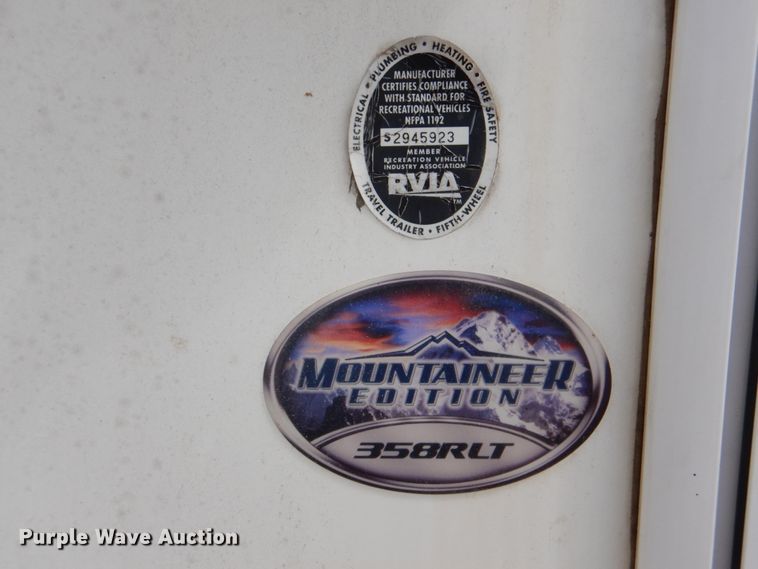 ELECTRICAL • PLUMBING • HEATING • FIRE SAFETY
MANUFACTURER
CERTIFIES COMPLIANCE
WITH STANDARD FOR
RECREATIONAL VEHICLES
NFPA 1192
S2945923
MEMBER
RECREATION VEHICLE
INDUSTRY ASSOCIATION
RVIA
TM
TRAVEL TRAILER • FIFTH-WHEEL
MOUNTAINEER
EDITION
358RLT
Purple Wave Auction